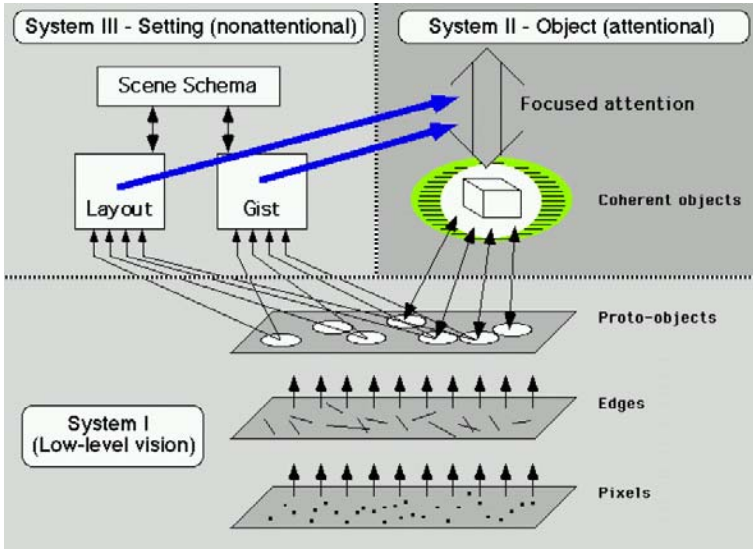 System III - Setting (nonattentional)
System II - Object (attentional)
Scene Schema
Focused attention
Layout
Gist
Coherent objects
Proto-objects
System I
(Low-level vision)
Edges
Pixels